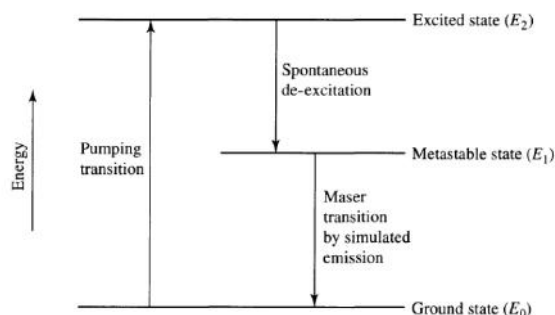 Excited state (E2)
Spontaneous
de-excitation
Energy
Pumping
transition
Metastable state (E1)
Maser
transition
by simulated
emission
Ground state (E0)